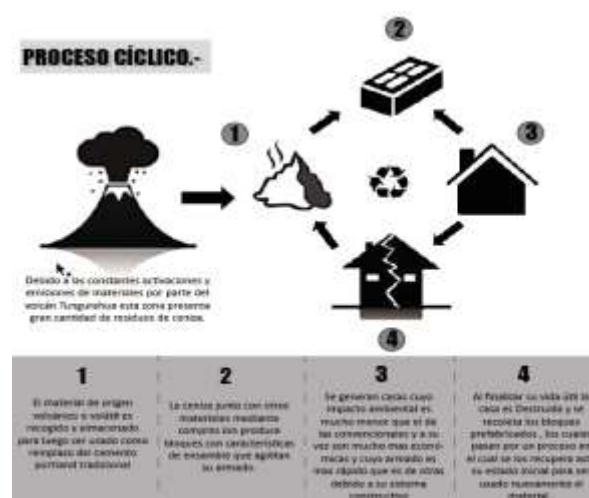 PROCESO CÍCLICO.-
2
1
3
4
Debido a las constantes activaciones y
emisiones de materiales por parte del
volcán Tungurahua esta zona presenta
gran cantidad de residuos de ceniza.
1
El material de origen
volcánico o volátil es
recogido y almacenado
para luego ser usado como
remplazo del cemento
portland tradicional
2
La ceniza junto con otros
materiales mediante
produce
bloques con características
de ensamble que agilitan
su armado.
3
Se generan casas cuyo
impacto ambiental es
mucho menor que el de
las convencionales y a su
vez son mucho mas econó-
micas y cuyo armado es
mas rápido que es de otras
debido a su sistema
constructivo
4
Al finalizar su vida útil la
casa es Destruida y se
recolecta los bloques
prefabricados , los cuales
pasan por un proceso en
el cual se los recupera
su estado inicial para ser
usado nuevamente el
material.